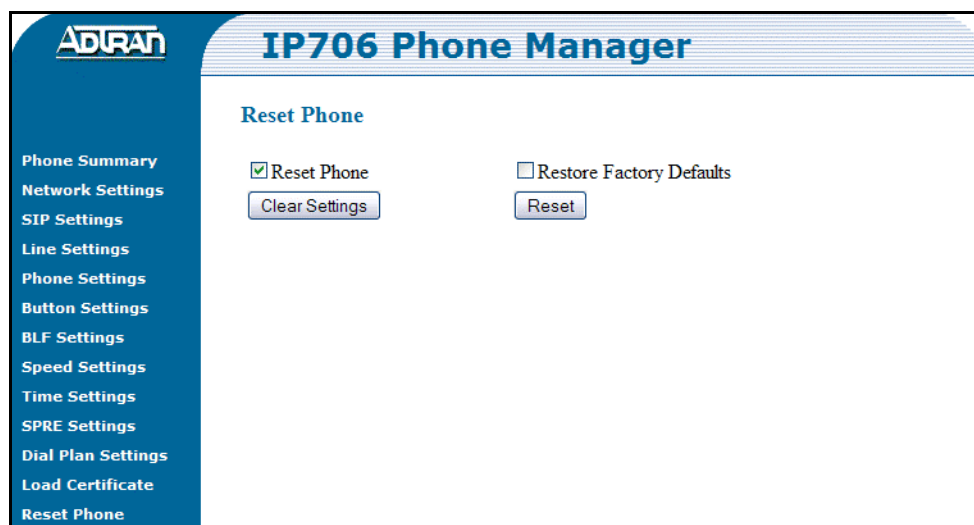 ADTRAN
IP706 Phone Manager
Reset Phone
Phone Summary
Network Settings
SIP Settings
Line Settings
Phone Settings
Button Settings
BLF Settings
Speed Settings
Time Settings
SPRE Settings
Dial Plan Settings
Load Certificate
Reset Phone
Reset Phone
Restore Factory Defaults
Clear Settings
Reset